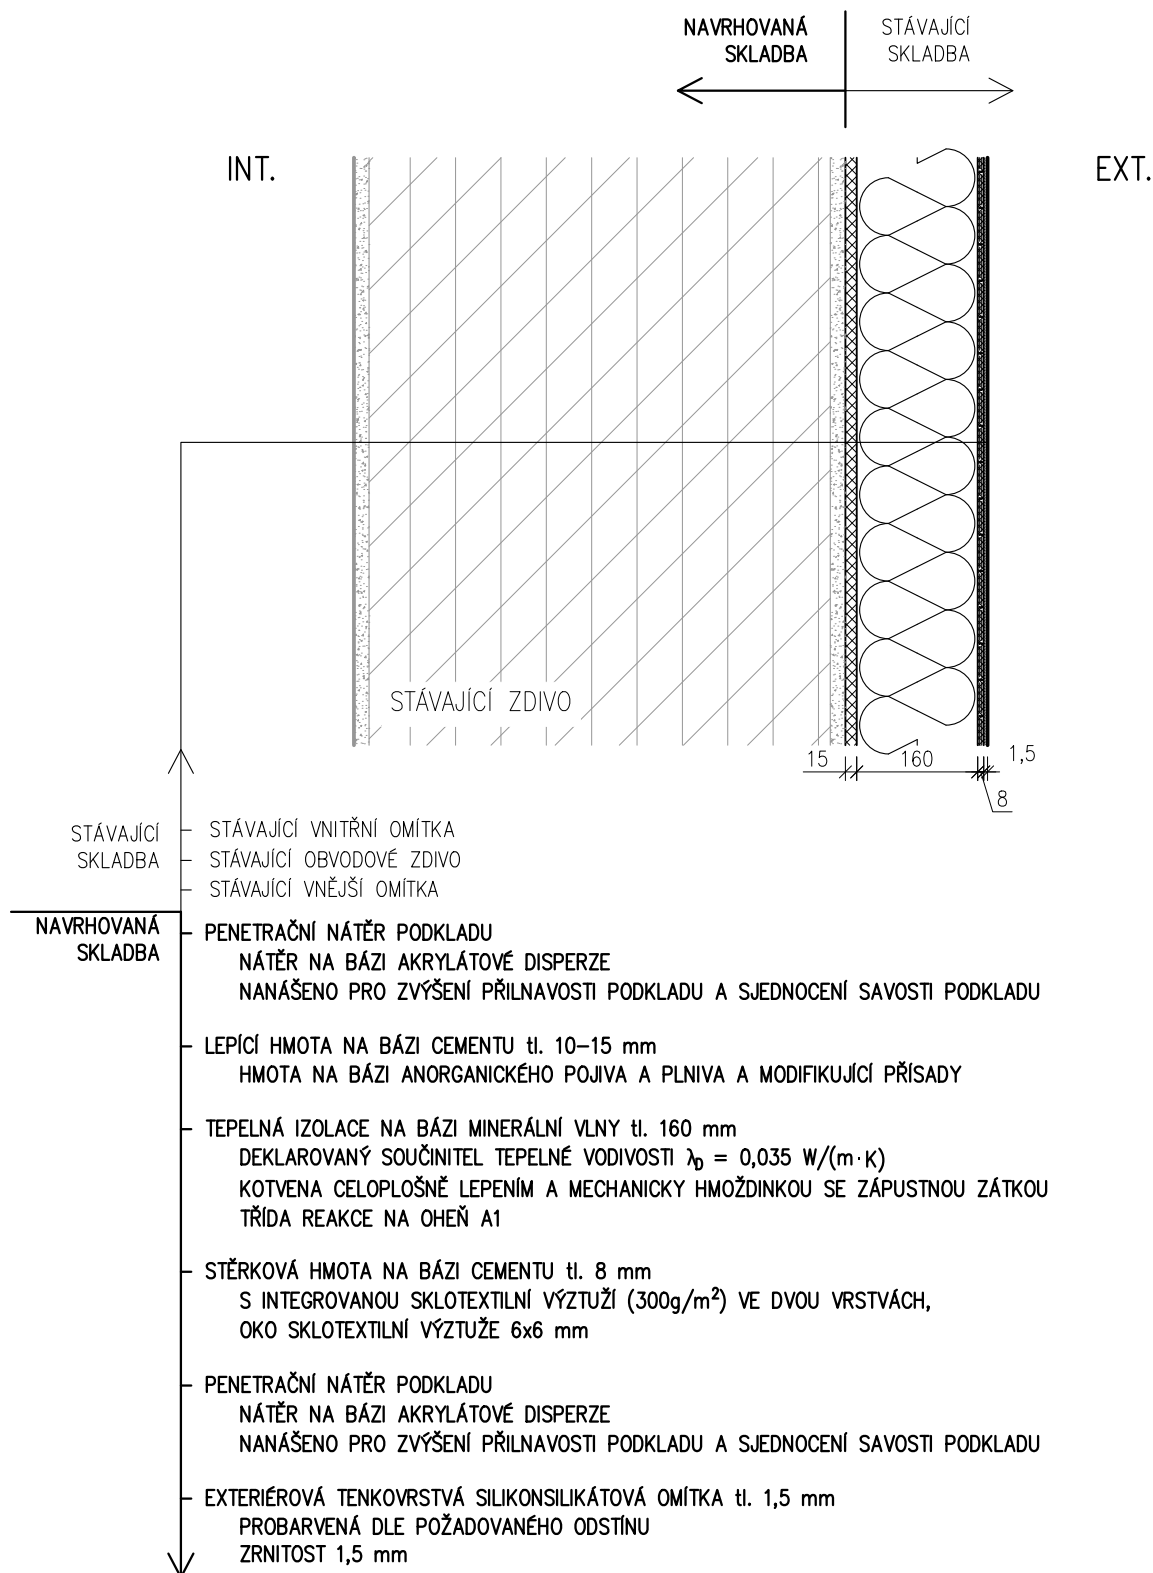 NAVRHOVANÁ
SKLADBA
STÁVAJÍCÍ
SKLADBA
INT.
EXT.
STÁVAJÍCÍ ZDIVO
15
160
1,5
8
STÁVAJÍCÍ
SKLADBA
STÁVAJÍCÍ VNITŘNÍ OMÍTKA
STÁVAJÍCÍ OBVODOVÉ ZDIVO
STÁVAJÍCÍ VNĚJŠÍ OMÍTKA
NAVRHOVANÁ
SKLADBA
PENETRAČNÍ NÁTĚR PODKLADU
NÁTĚR NA BÁZI AKRYLÁTOVÉ DISPERZE
NANÁŠENO PRO ZVÝŠENÍ PŘILNAVOSTI PODKLADU A SJEDNOCENÍ SAVOSTI PODKLADU
LEPÍCÍ HMOTA NA BÁZI CEMENTU tl. 10–15 mm
HMOTA NA BÁZI ANORGANICKÉHO POJIVA A PLNIVA A MODIFIKUJÍCÍ PŘÍSADY
TEPELNÁ IZOLACE NA BÁZI MINERÁLNÍ VLNY tl. 160 mm
DEKLAROVANÝ SOUČINITEL TEPELNÉ VODIVOSTI λD = 0,035 W/(m·K)
KOTVENA CELOPLOŠNĚ LEPENÍM A MECHANICKY HMOŽDINKOU SE ZÁPUSTNOU ZÁTKOU
TŘÍDA REAKCE NA OHEŇ A1
STĚRKOVÁ HMOTA NA BÁZI CEMENTU tl. 8 mm
S INTEGROVANOU SKLOTEXTILNÍ VÝZTUŽÍ (300g/m²) VE DVOU VRSTVÁCH,
OKO SKLOTEXTILNÍ VÝZTUŽE 6x6 mm
PENETRAČNÍ NÁTĚR PODKLADU
NÁTĚR NA BÁZI AKRYLÁTOVÉ DISPERZE
NANÁŠENO PRO ZVÝŠENÍ PŘILNAVOSTI PODKLADU A SJEDNOCENÍ SAVOSTI PODKLADU
EXTERIÉROVÁ TENKOVRSTVÁ SILIKONSILIKÁTOVÁ OMÍTKA tl. 1,5 mm
PROBARVENÁ DLE POŽADOVANÉHO ODSTÍNU
ZRNITOST 1,5 mm